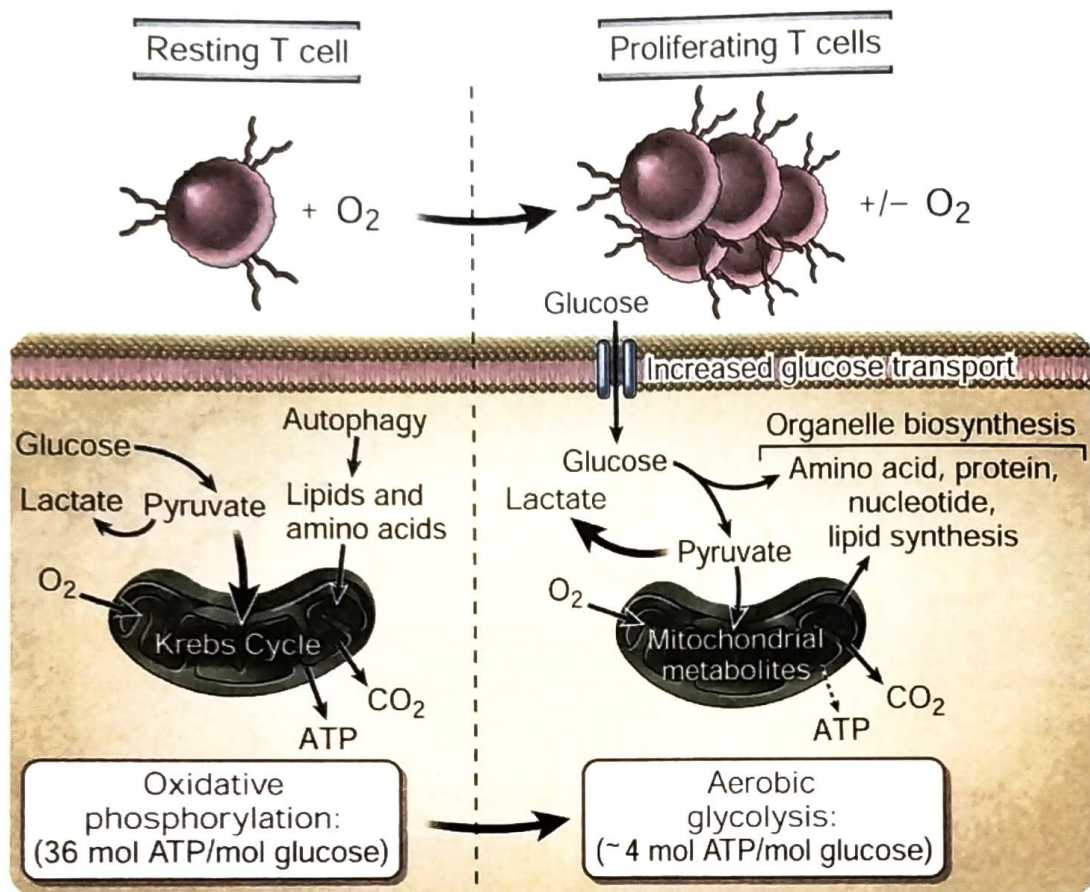 Resting T cell
Proliferating T cells
+ O₂
+/− O₂
Glucose
Increased glucose transport
Glucose
Autophagy
Lactate
Pyruvate
Lipids and
amino acids
O₂
Krebs Cycle
CO₂
ATP
Oxidative
phosphorylation:
(36 mol ATP/mol glucose)
Organelle biosynthesis
Glucose
Amino acid, protein,
nucleotide,
lipid synthesis
Lactate
Pyruvate
O₂
Mitochondrial
metabolites
CO₂
ATP
Aerobic
glycolysis:
(~4 mol ATP/mol glucose)